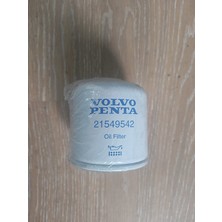 VOLVO
PENTA
21549542
Oil Filter